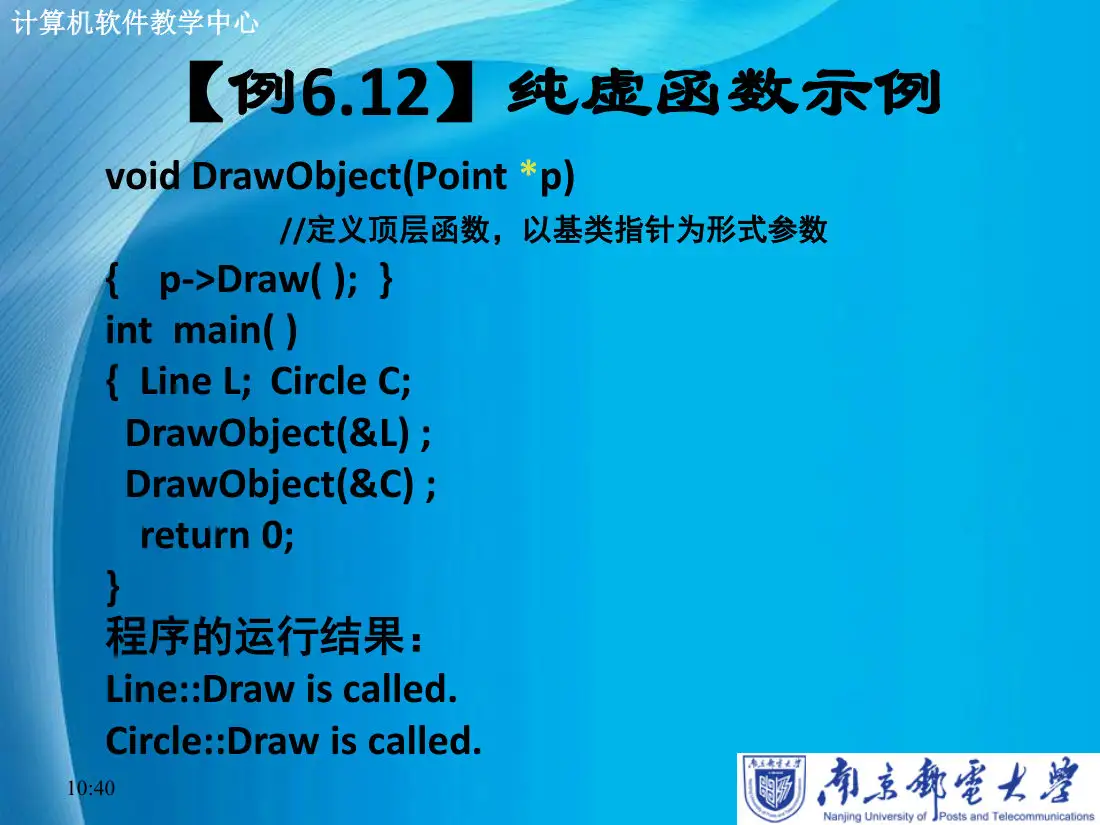 计算机软件教学中心
【例6.12】纯虚函数示例
void DrawObject(Point *p)
//定义顶层函数，以基类指针为形式参数
{ p->Draw( ); }
int main( )
{ Line L; Circle C;
DrawObject(&L) ;
DrawObject(&C) ;
return 0;
}
程序的运行结果：
Line::Draw is called.
Circle::Draw is called.
10:40
南京邮电大学
Nanjing University of Posts and Telecommunications